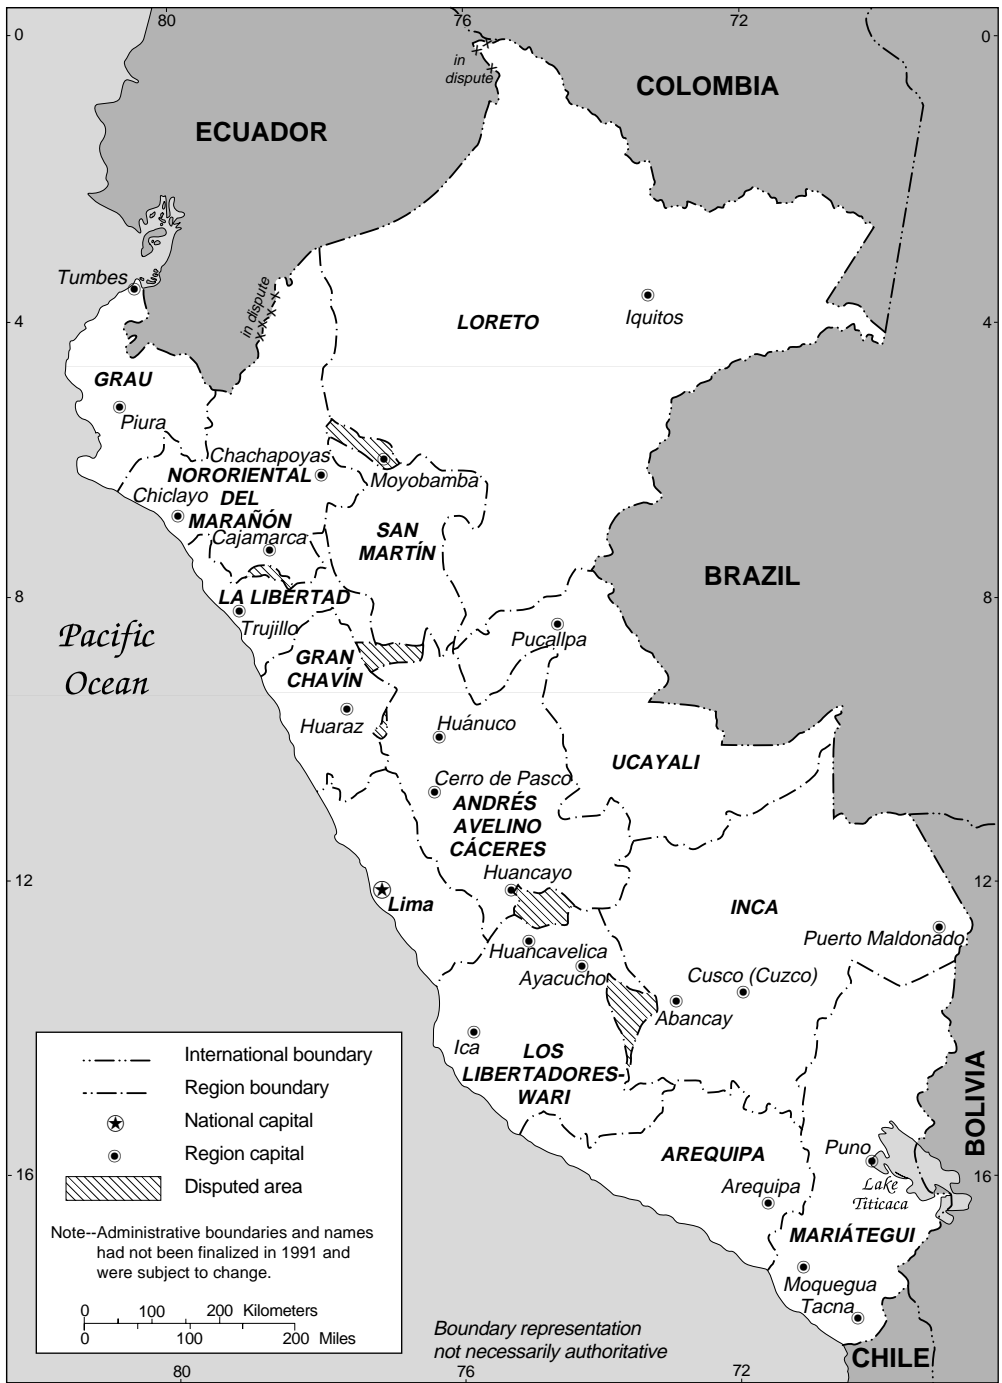 80
76
72
0
0
in
dispute
COLOMBIA
ECUADOR
Tumbes
in dispute
LORETO
Iquitos
4
4
GRAU
Piura
Chachapoyas
Moyobamba
NORORIENTAL
DEL
MARAÑÓN
Chiclayo
Cajamarca
SAN
MARTÍN
BRAZIL
8
8
LA LIBERTAD
Trujillo
Pucallpa
Pacific
Ocean
GRAN
CHAVÍN
Huaraz
Huánuco
UCAYALI
Cerro de Pasco
ANDRÉS
AVELINO
CÁCERES
Huancayo
12
12
Lima
INCA
Puerto Maldonado
Huancavelica
Ayacucho
Cusco (Cuzco)
Abancay
Ica
LOS
LIBERTADORES-
WARI
BOLIVIA
AREQUIPA
Arequipa
Puno
Lake
Titicaca
16
16
MARIÁTEGUI
Moquegua
Tacna
CHILE
International boundary
Region boundary
National capital
Region capital
Disputed area
Note--Administrative boundaries and names
had not been finalized in 1991 and
were subject to change.
0 100 200 Kilometers
0 100 200 Miles
Boundary representation
not necessarily authoritative
80
76
72